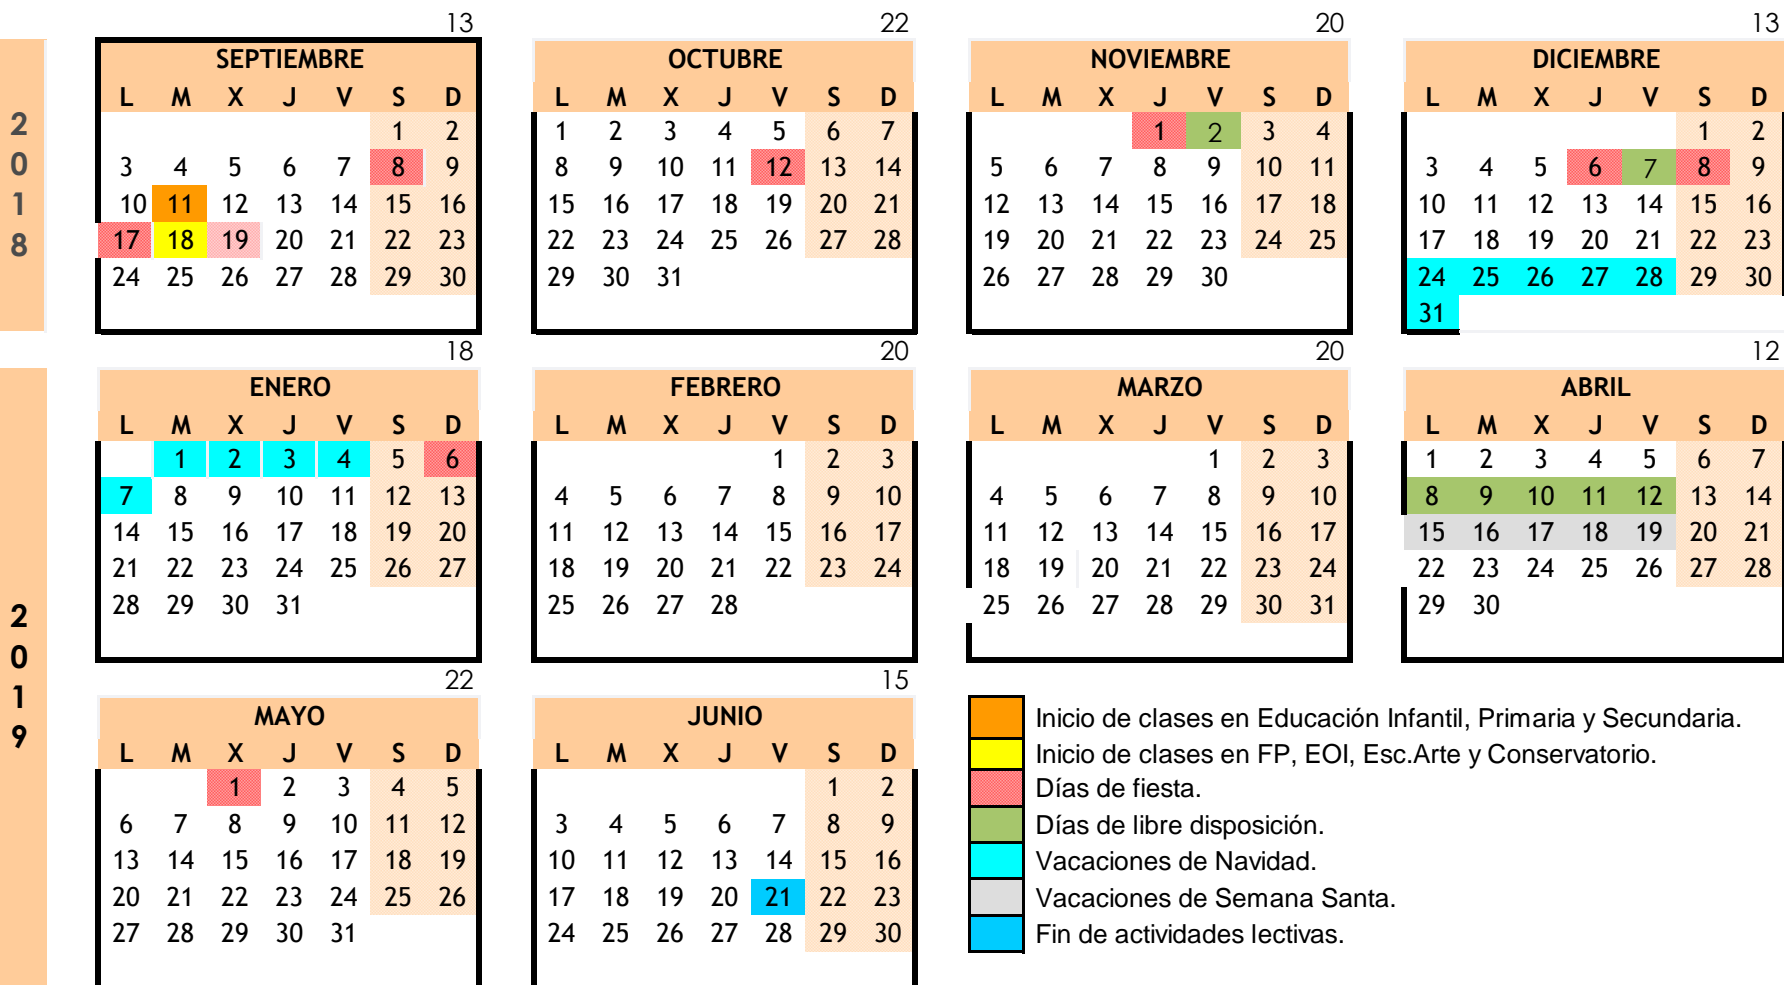 13 22 20 13
2018
SEPTIEMBRE OCTUBRE NOVIEMBRE DICIEMBRE
L M X J V S D L M X J V S D L M X J V S D L M X J V S D
1 2 1 2 3 4 5 6 7 1 2 3 4 1 2
3 4 5 6 7 8 9 8 9 10 11 12 13 14 5 6 7 8 9 10 11 3 4 5 6 7 8 9
10 11 12 13 14 15 16 15 16 17 18 19 20 21 12 13 14 15 16 17 18 10 11 12 13 14 15 16
17 18 19 20 21 22 23 22 23 24 25 26 27 28 19 20 21 22 23 24 25 17 18 19 20 21 22 23
24 25 26 27 28 29 30 29 30 31 26 27 28 29 30 24 25 26 27 28 29 30
31
18 20 20 12
2019
ENERO FEBRERO MARZO ABRIL
L M X J V S D L M X J V S D L M X J V S D L M X J V S D
1 2 3 4 5 6 1 2 3 1 2 3 1 2 3 4 5 6 7
7 8 9 10 11 12 13 4 5 6 7 8 9 10 4 5 6 7 8 9 10 8 9 10 11 12 13 14
14 15 16 17 18 19 20 11 12 13 14 15 16 17 11 12 13 14 15 16 17 15 16 17 18 19 20 21
21 22 23 24 25 26 27 18 19 20 21 22 23 24 18 19 20 21 22 23 24 22 23 24 25 26 27 28
28 29 30 31 25 26 27 28 25 26 27 28 29 30 31 29 30
22 15
MAYO JUNIO
L M X J V S D L M X J V S D
1 2 3 4 5 1 2
6 7 8 9 10 11 12 3 4 5 6 7 8 9
13 14 15 16 17 18 19 10 11 12 13 14 15 16
20 21 22 23 24 25 26 17 18 19 20 21 22 23
27 28 29 30 31 24 25 26 27 28 29 30
Inicio de clases en Educación Infantil, Primaria y Secundaria.
Inicio de clases en FP, EOI, Esc.Arte y Conservatorio.
Días de fiesta.
Días de libre disposición.
Vacaciones de Navidad.
Vacaciones de Semana Santa.
Fin de actividades lectivas.